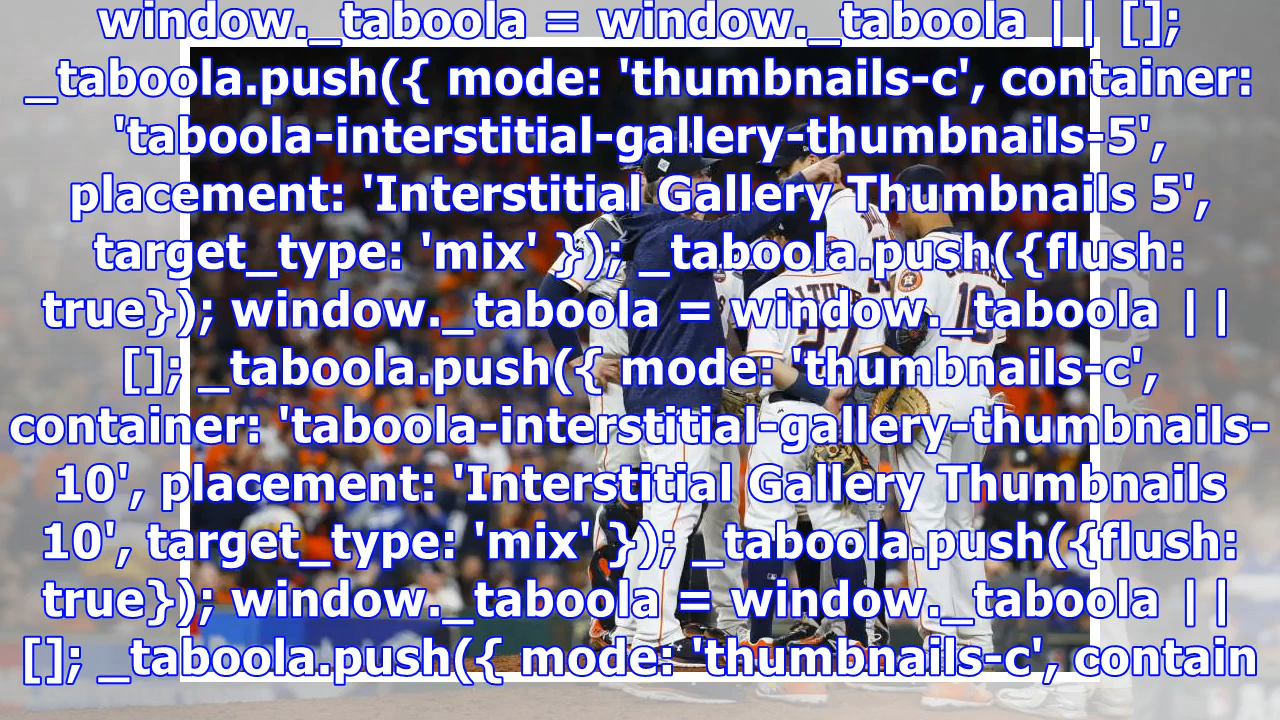 window._taboola = window._taboola || [];
_taboola.push({ mode: 'thumbnails-c', container:
'taboola-interstitial-gallery-thumbnails-5',
placement: 'Interstitial Gallery Thumbnails 5',
target_type: 'mix' }); _taboola.push({flush:
true}); window._taboola = window._taboola ||
[]; _taboola.push({ mode: 'thumbnails-c',
container: 'taboola-interstitial-gallery-thumbnails-
10', placement: 'Interstitial Gallery Thumbnails
10', target_type: 'mix' }); _taboola.push({flush:
true}); window._taboola = window._taboola ||
[]; _taboola.push({ mode: 'thumbnails-c', contain